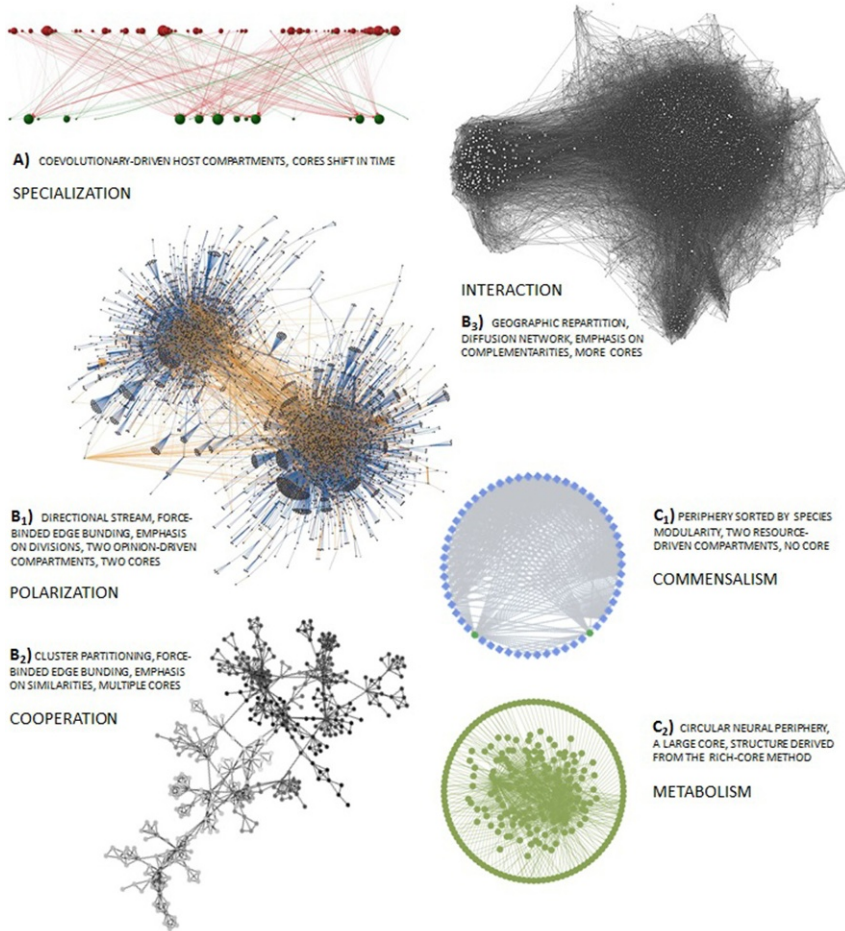 A) COEVOLUTIONARY-DRIVEN HOST COMPARTMENTS, CORES SHIFT IN TIME
SPECIALIZATION
INTERACTION
B3) GEOGRAPHIC REPARTITION,
DIFFUSION NETWORK, EMPHASIS ON
COMPLEMENTARITIES, MORE CORES
B1) DIRECTIONAL STREAM, FORCE-
BINDED EDGE BUNDING, EMPHASIS
ON DIVISIONS, TWO OPINION-DRIVEN
COMPARTMENTS, TWO CORES
POLARIZATION
C1) PERIPHERY SORTED BY SPECIES
MODULARITY, TWO RESOURCE-
DRIVEN COMPARTMENTS, NO CORE
COMMENSALISM
B2) CLUSTER PARTITIONING, FORCE-
BINDED EDGE BUNDING, EMPHASIS
ON SIMILARITIES, MULTIPLE CORES
COOPERATION
C2) CIRCULAR NEURAL PERIPHERY,
A LARGE CORE, STRUCTURE DERIVED
FROM THE RICH-CORE METHOD
METABOLISM